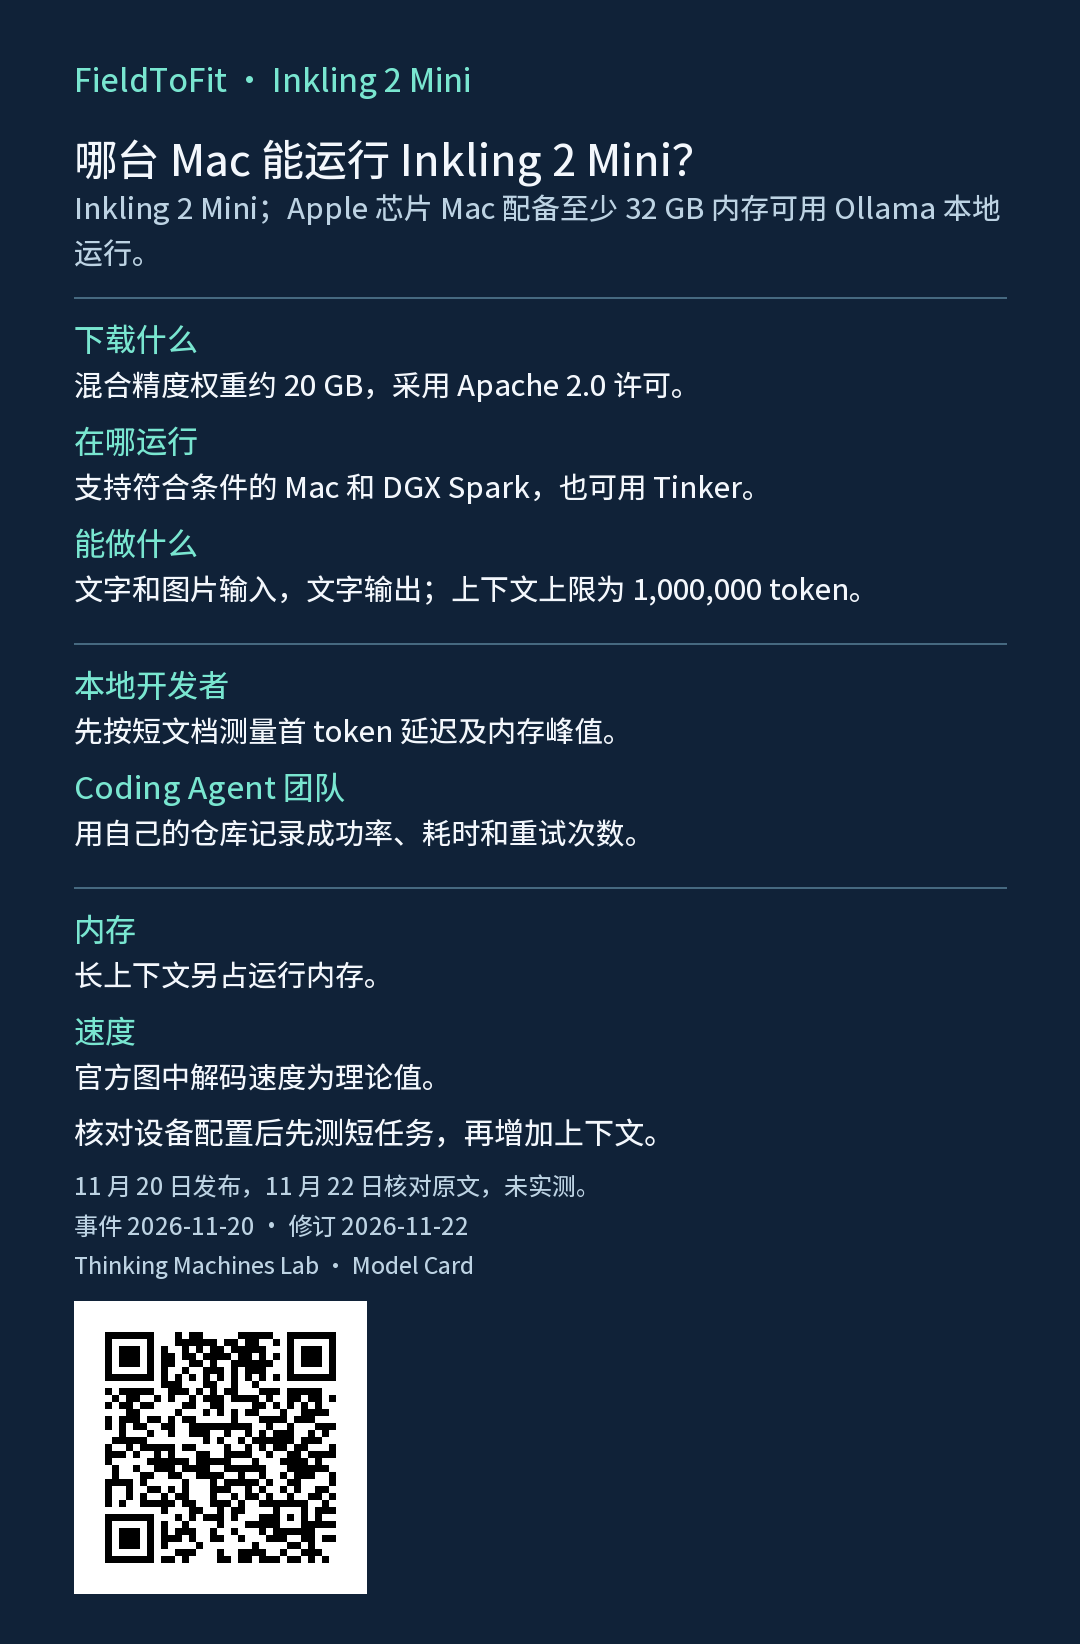 FieldToFit · Inkling 2 Mini
哪台 Mac 能运行 Inkling 2 Mini？
Inkling 2 Mini；Apple 芯片 Mac 配备至少 32 GB 内存可用 Ollama 本地
运行。
下载什么
混合精度权重约 20 GB，采用 Apache 2.0 许可。
在哪运行
支持符合条件的 Mac 和 DGX Spark，也可用 Tinker。
能做什么
文字和图片输入，文字输出；上下文上限为 1,000,000 token。
本地开发者
先按短文档测量首 token 延迟及内存峰值。
Coding Agent 团队
用自己的仓库记录成功率、耗时和重试次数。
内存
长上下文另占运行内存。
速度
官方图中解码速度为理论值。
核对设备配置后先测短任务，再增加上下文。
11 月 20 日发布，11 月 22 日核对原文，未实测。
事件 2026-11-20 · 修订 2026-11-22
Thinking Machines Lab · Model Card